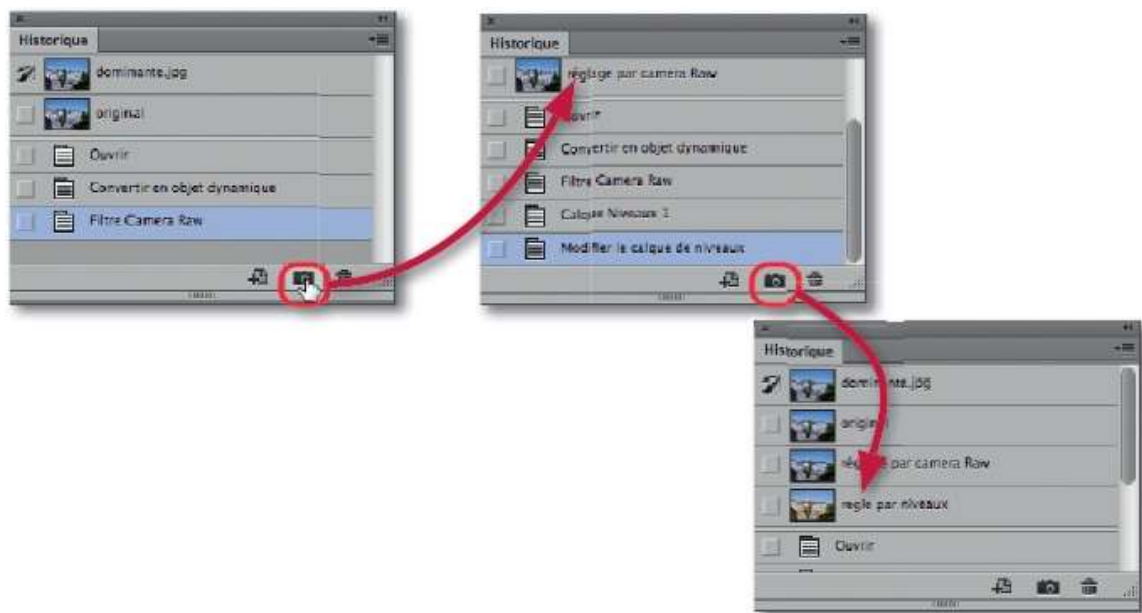 Historique
dominante.jpg
original
Ouvrir
Convertir en objet dynamique
Filtre Camera Raw
Historique
réglage par camera Raw
Ouvrir
Convertir en objet dynamique
Filtre Camera Raw
Calque Niveaux 1
Modifier le calque de niveaux
Historique
dominante.jpg
original
réglage par camera Raw
regle par niveaux
Ouvrir